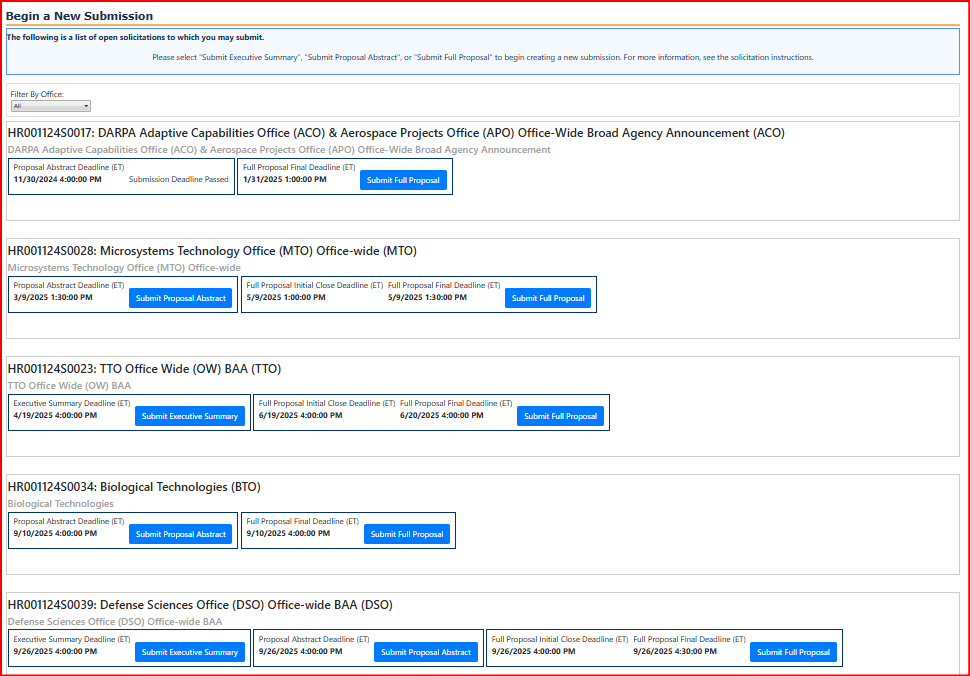 Begin a New Submission
The following is a list of open solicitations to which you may submit.
Please select "Submit Executive Summary", "Submit Proposal Abstract", or "Submit Full Proposal" to begin creating a new submission. For more information, see the solicitation instructions.
Filter By Office:
All
HR001124S0017: DARPA Adaptive Capabilities Office (ACO) & Aerospace Projects Office (APO) Office-Wide Broad Agency Announcement (ACO)
DARPA Adaptive Capabilities Office (ACO) & Aerospace Projects Office (APO) Office-Wide Broad Agency Announcement
Proposal Abstract Deadline (ET)
11/30/2024 4:00:00 PM Submission Deadline Passed
Full Proposal Final Deadline (ET)
1/31/2025 1:00:00 PM Submit Full Proposal
HR001124S0028: Microsystems Technology Office (MTO) Office-wide (MTO)
Microsystems Technology Office (MTO) Office-wide
Proposal Abstract Deadline (ET)
3/9/2025 1:30:00 PM Submit Proposal Abstract
Full Proposal Initial Close Deadline (ET) Full Proposal Final Deadline (ET)
5/9/2025 1:00:00 PM 5/9/2025 1:30:00 PM Submit Full Proposal
HR001124S0023: TTO Office Wide (OW) BAA (TTO)
TTO Office Wide (OW) BAA
Executive Summary Deadline (ET)
4/19/2025 4:00:00 PM Submit Executive Summary
Full Proposal Initial Close Deadline (ET) Full Proposal Final Deadline (ET)
6/19/2025 4:00:00 PM 6/20/2025 4:00:00 PM Submit Full Proposal
HR001124S0034: Biological Technologies (BTO)
Biological Technologies
Proposal Abstract Deadline (ET)
9/10/2025 4:00:00 PM Submit Proposal Abstract
Full Proposal Final Deadline (ET)
9/10/2025 4:00:00 PM Submit Full Proposal
HR001124S0039: Defense Sciences Office (DSO) Office-wide BAA (DSO)
Defense Sciences Office (DSO) Office-wide BAA
Executive Summary Deadline (ET)
9/26/2025 4:00:00 PM Submit Executive Summary
Proposal Abstract Deadline (ET)
9/26/2025 4:00:00 PM Submit Proposal Abstract
Full Proposal Initial Close Deadline (ET) Full Proposal Final Deadline (ET)
9/26/2025 4:00:00 PM 9/26/2025 4:30:00 PM Submit Full Proposal